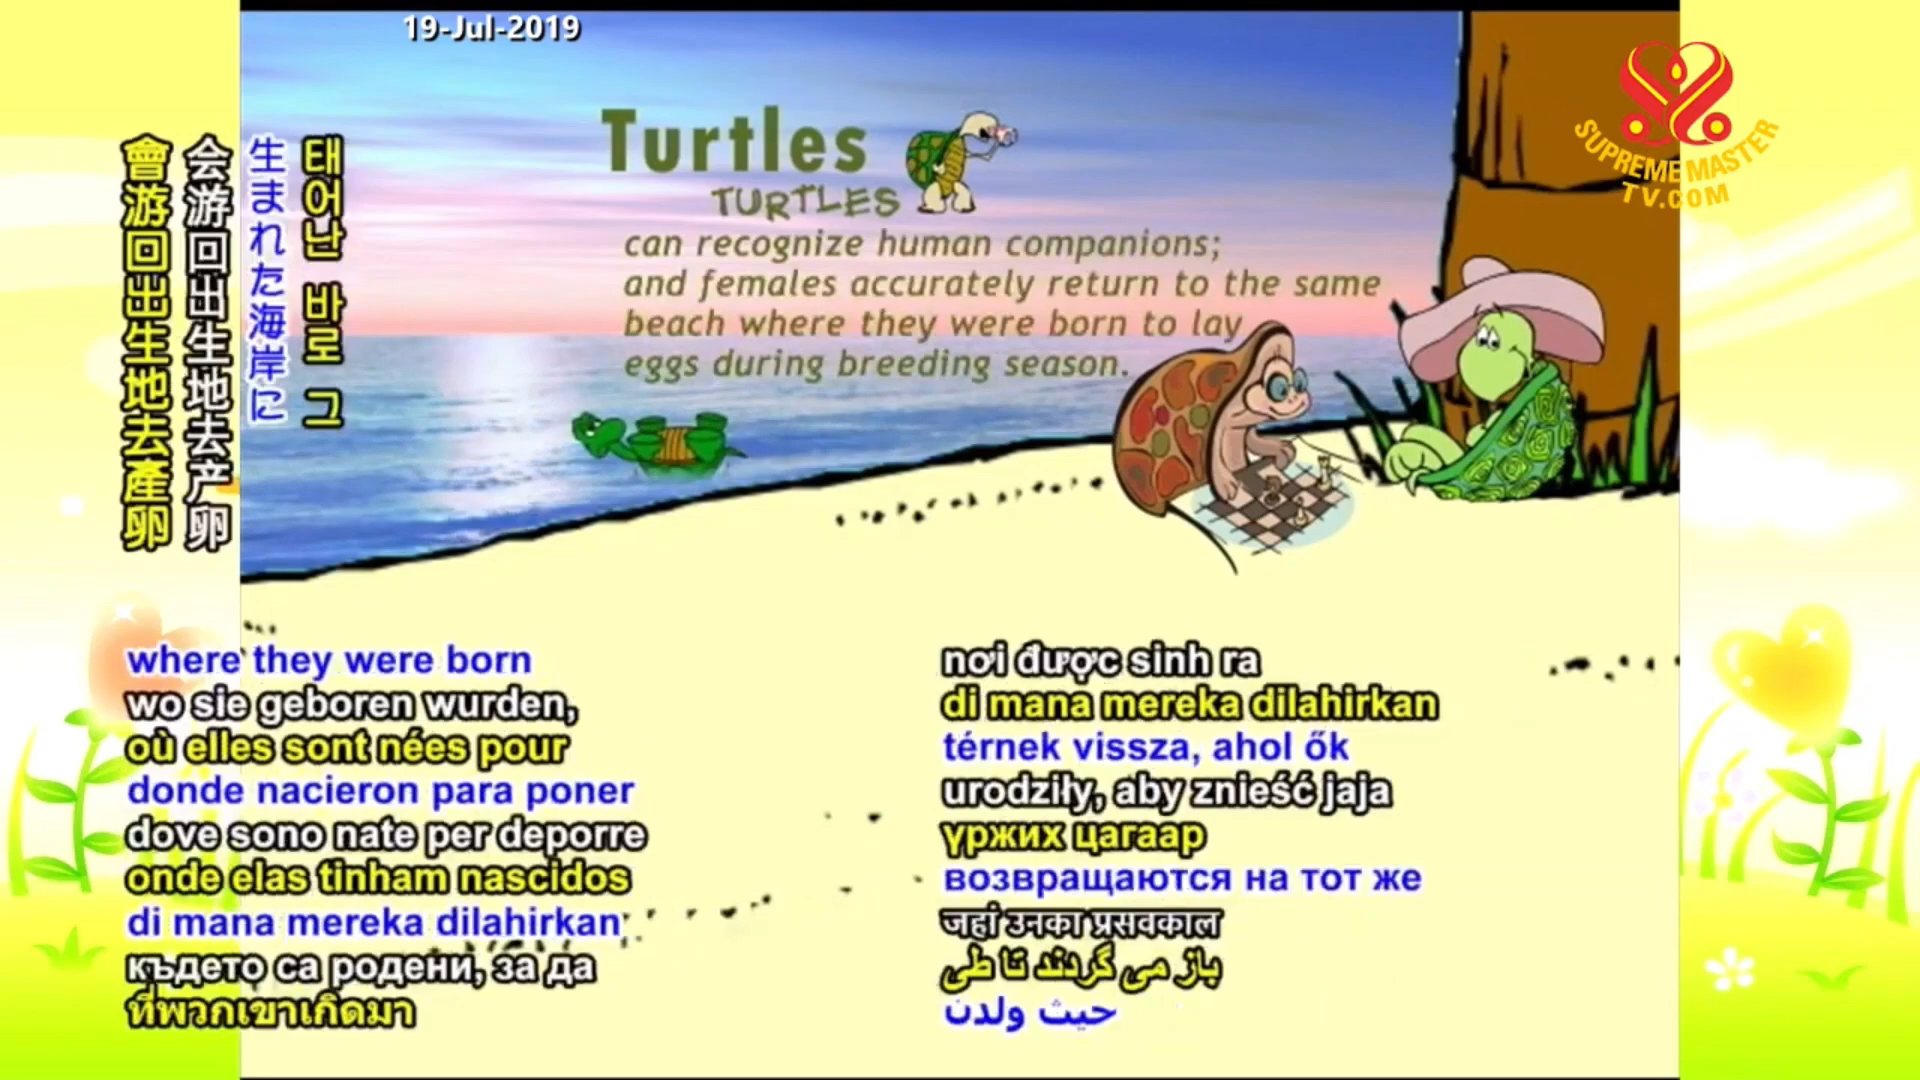 19-Jul-2019
SUPREME MASTER
TV.COM
Turtles
TURTLES
can recognize human companions;
and females accurately return to the same
beach where they were born to lay
eggs during breeding season.
태어난 바로 그
生まれた海岸に
会游回出生地去产卵
會游回出生地去產卵
where they were born
wo sie geboren wurden,
où elles sont nées pour
donde nacieron para poner
dove sono nate per deporre
onde elas tinham nascidos
di mana mereka dilahirkan
където са родени, за да
ที่พวกเขาเกิดมา
nơi được sinh ra
di mana mereka dilahirkan
térnek vissza, ahol ők
urodziły, aby znieść jaja
үржих цагаар
возвращаются на тот же
जहां उनका प्रसवकाल
باز می گردند تا طی
حيث ولدن